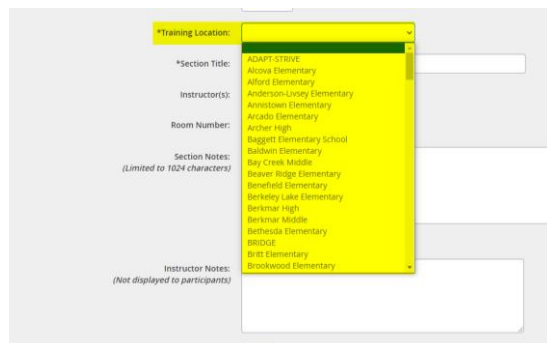 *Training Location:
ADAPT-STRIVE
Alcova Elementary
Alford Elementary
Anderson-Livsey Elementary
Annistown Elementary
Arcado Elementary
Archer High
Baggett Elementary School
Baldwin Elementary
Bay Creek Middle
Beaver Ridge Elementary
Benefield Elementary
Berkeley Lake Elementary
Berkmar High
Berkmar Middle
Bethesda Elementary
BRIDGE
Britt Elementary
Brookwood Elementary
*Section Title:
Instructor(s):
Room Number:
Section Notes:
(Limited to 1024 characters)
Instructor Notes:
(Not displayed to participants)